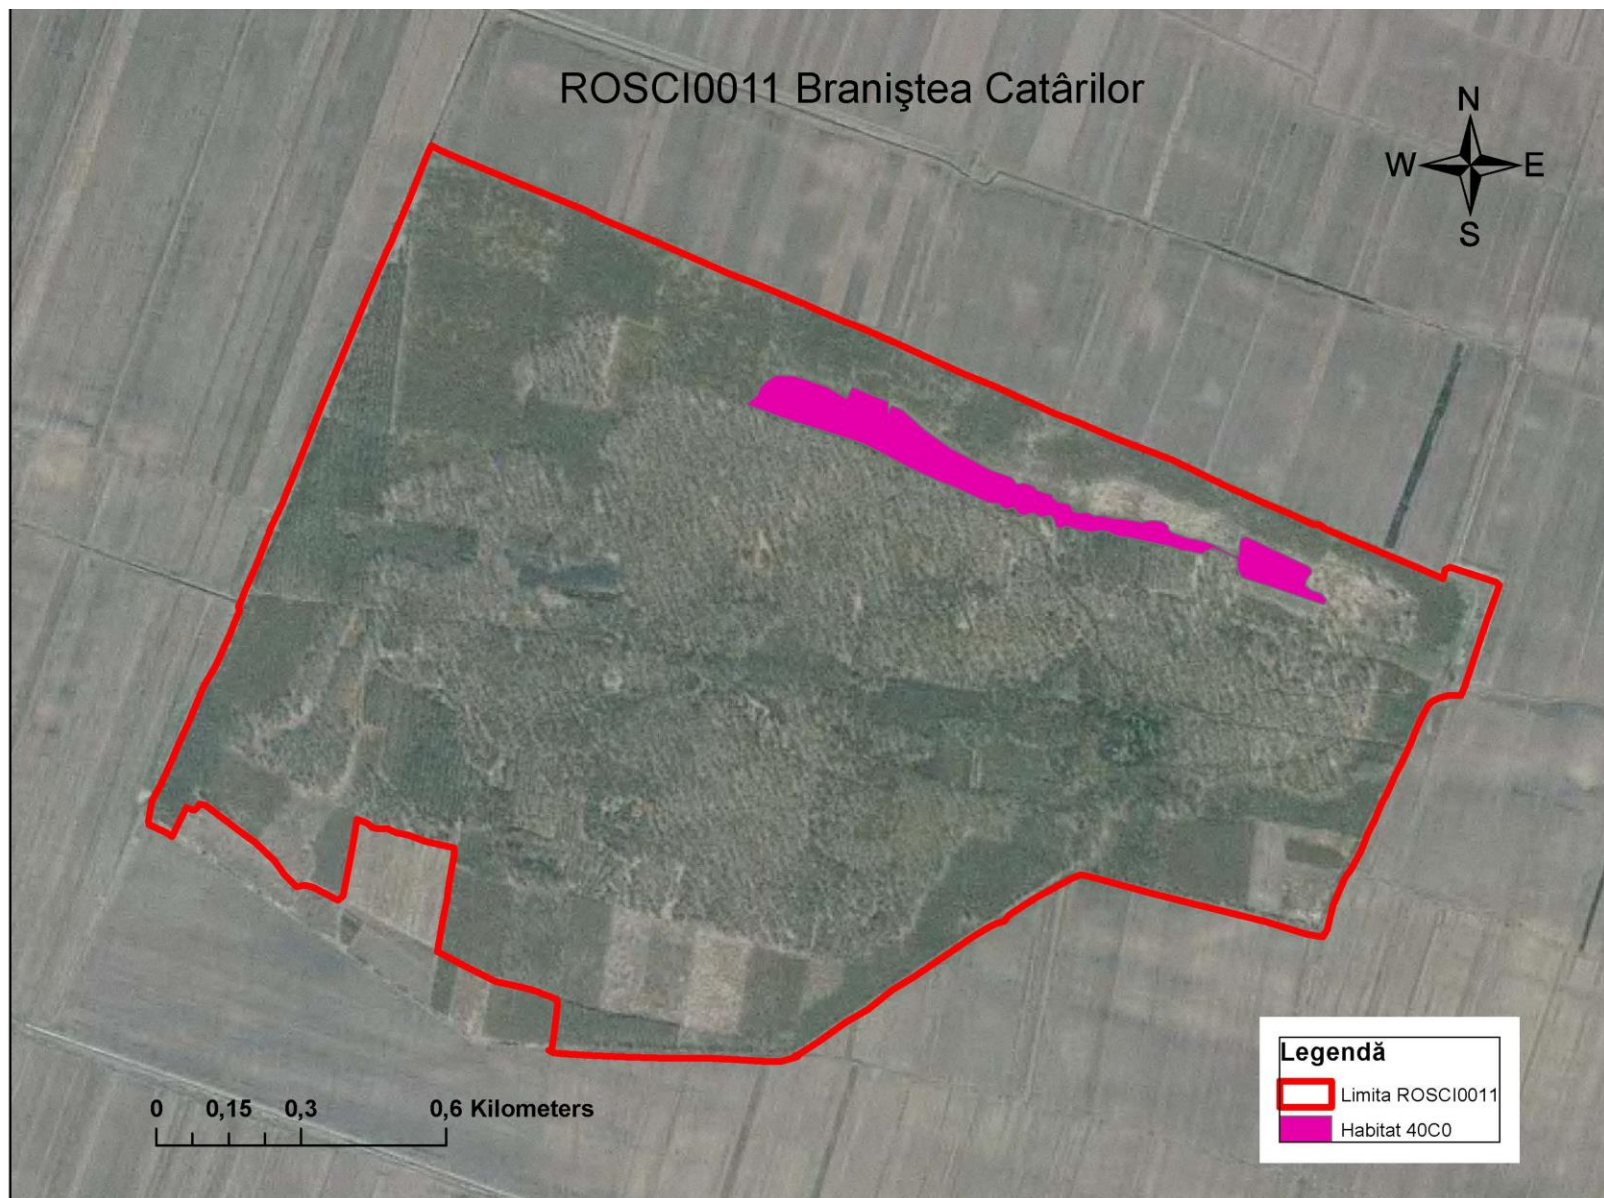 ROSCI0011 Braniştea Catârilor
N
W E
S
0 0,15 0,3 0,6 Kilometers
Legendă
Limita ROSCI0011
Habitat 40C0